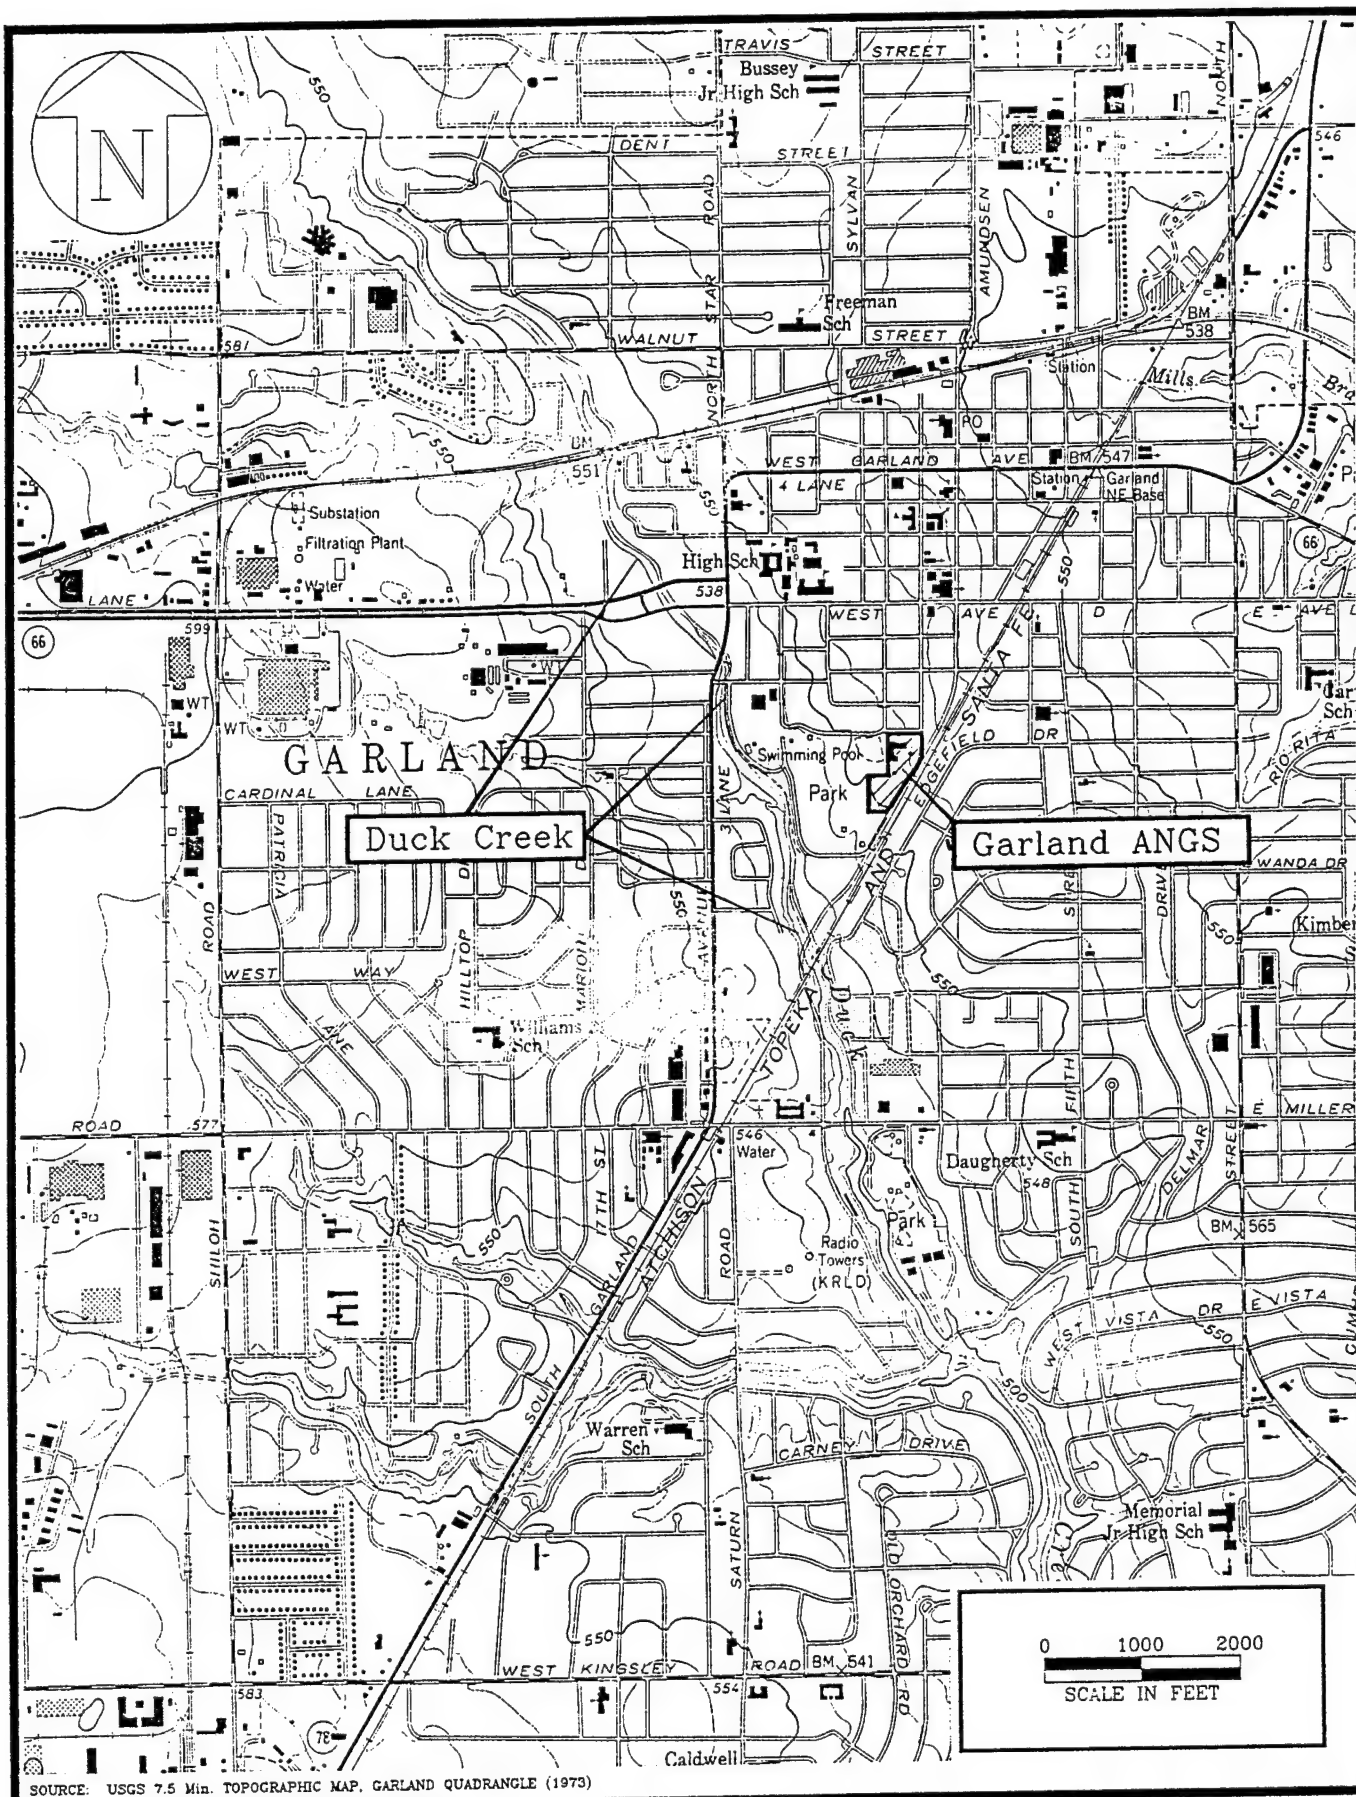 TRAVIS STREET
Bussey
Jr High Sch
NORTH
550
N
546
DENT STREET
STAR ROAD
SYLVAN
AMUNDSEN
Freeman
Sch
WALNUT STREET
581
BM
538
Station
Mills
NORTH
550
BM
551
PO
WEST GARLAND AVE
BM 547
4 LANE
Station
Garland
NE Base
550
Substation
Filtration Plant
Water
High Sch
66
550
LANE
538
WEST AVE D
E AVE
66
599
WT
WT
WT
SANTA FE
EDGEFIELD DR
Sch
RIORITA
GARLAND
Swimming Pool
Park
CARDINAL LANE
3 LANE
PATRICIA
Duck Creek
Garland ANGS
WANDA DR
AND
DRIVE
ROAD
550
550
AVENUE
HILLTOP
MARION
WEST WAY
LANE
550
TOPEKA
Duck
Williams
Sch
FIFTH
ROAD
577
546
Water
E MILLER
STREET
Daugherty Sch
548
DELMAR
17TH ST
SOUTH
BM 565
SHILOH
550
GARLAND
ATCHISON
ROAD
Park
Radio
Towers
(KRLD)
WEST VISTA DR
E VISTA
550
SOUTH
500
Warren
Sch
CARNEY DRIVE
Memorial
Jr High Sch
SATURN
OLD ORCHARD RD
550
WEST KINGSLEY ROAD
BM 541
583
554
78
Caldwell
0 1000 2000
SCALE IN FEET
SOURCE: USGS 7.5 Min. TOPOGRAPHIC MAP, GARLAND QUADRANGLE (1973)